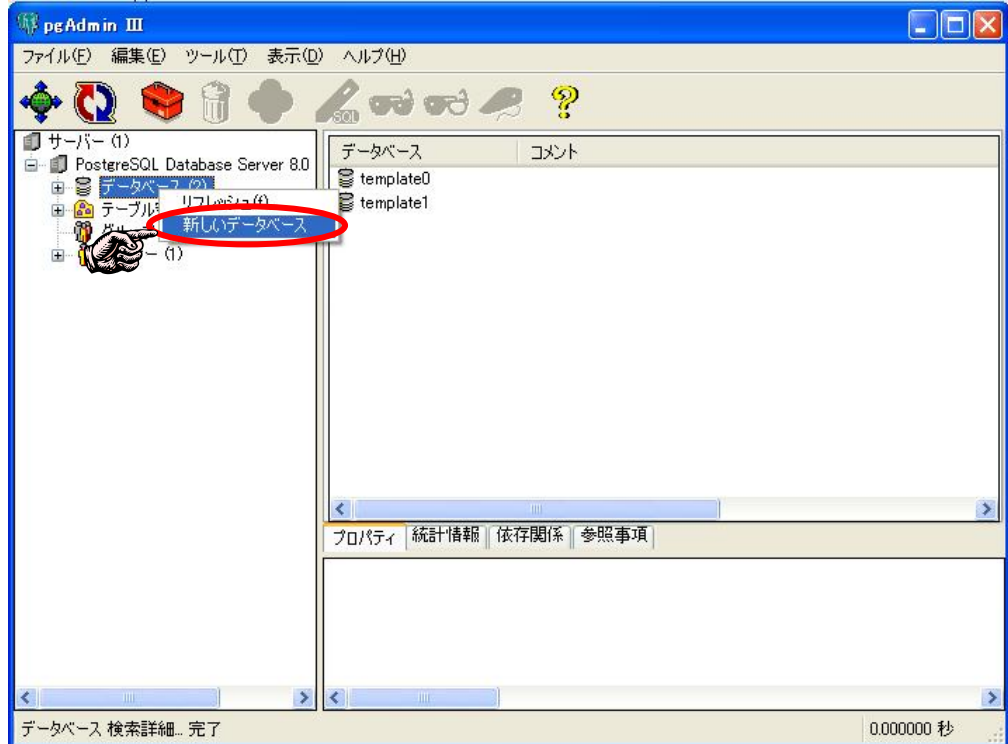 pgAdmin III
ファイル(F) 編集(E) ツール(T) 表示(D) ヘルプ(H)
SQL
サーバー (1)
PostgreSQL Database Server 8.0
データベース (2)
リフレッシュ(f)
テーブル
新しいデータベース
(1)
データベース コメント
template0
template1
プロパティ 統計情報 依存関係 参照事項
データベース 検索詳細... 完了
0.000000 秒